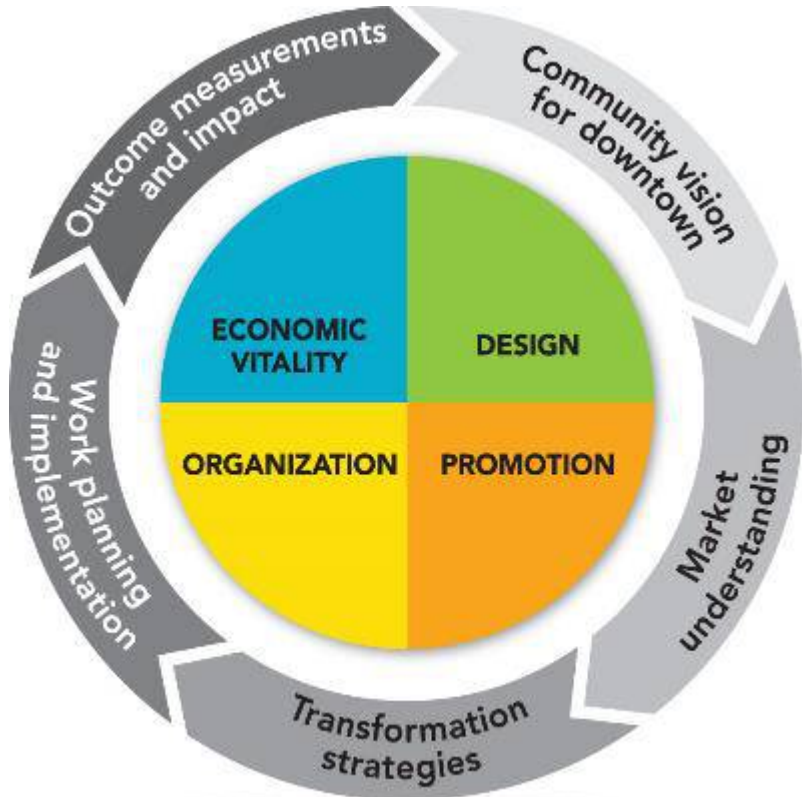 Outcome measurements
and impact
Community vision
for downtown
Market
understanding
Transformation
strategies
Work planning
and implementation
ECONOMIC
VITALITY
DESIGN
ORGANIZATION
PROMOTION